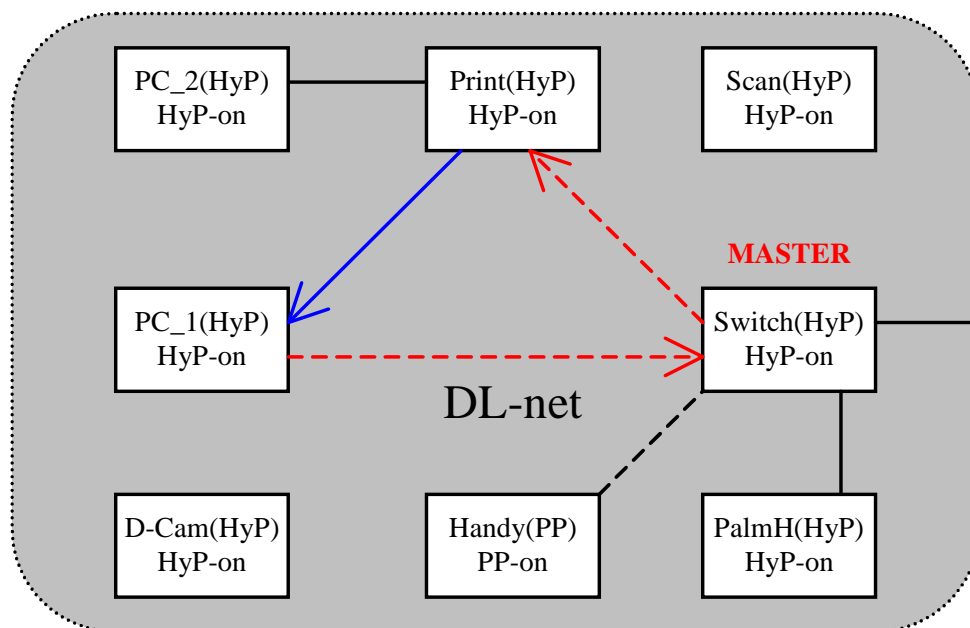 PC_2(HyP)
HyP-on
Print(HyP)
HyP-on
Scan(HyP)
HyP-on
MASTER
PC_1(HyP)
HyP-on
Switch(HyP)
HyP-on
DL-net
D-Cam(HyP)
HyP-on
Handy(PP)
PP-on
PalmH(HyP)
HyP-on